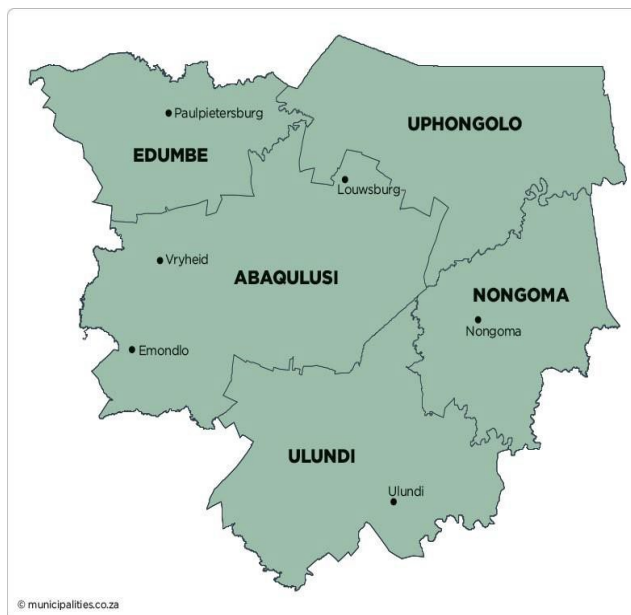 Paulpietersburg
UPHONGOLO
EDUMBE
Louwsburg
Vryheid
ABAQULUSI
NONGOMA
Nongoma
Emondlo
ULUNDI
Ulundi
© municipalities.co.za